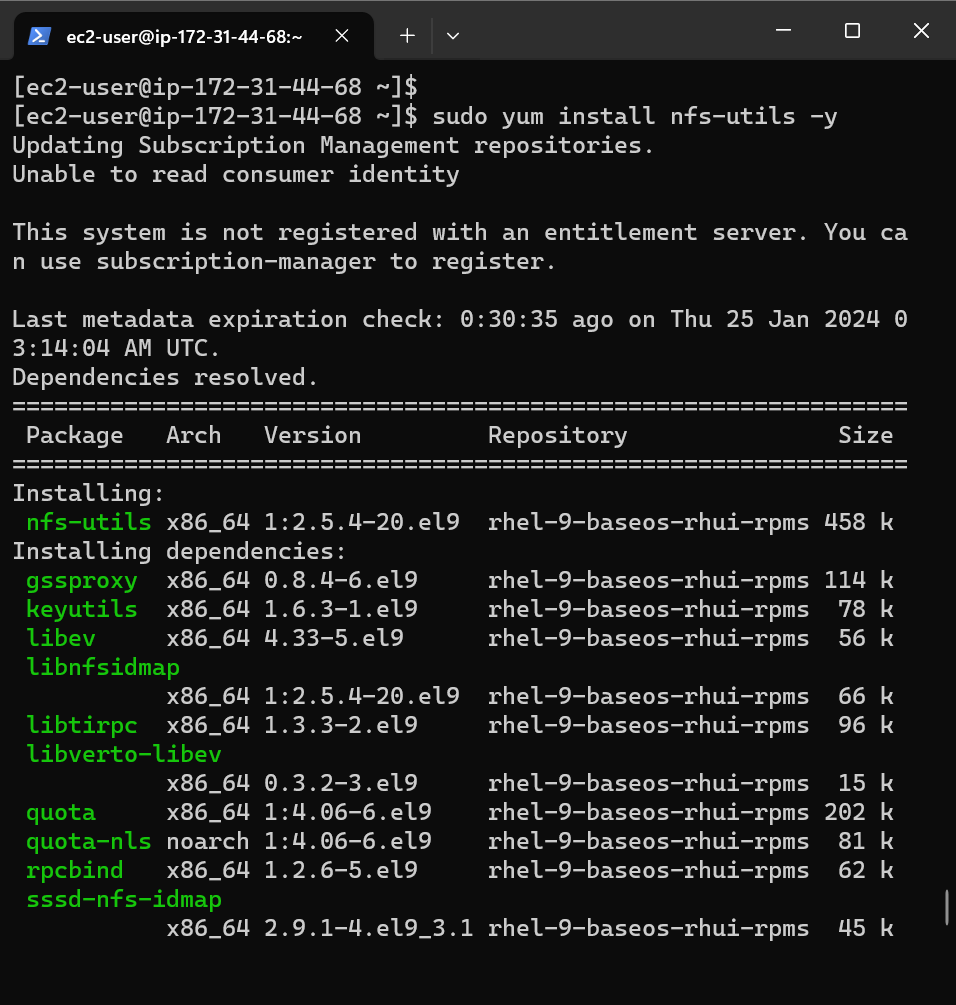 ec2-user@ip-172-31-44-68:~
[ec2-user@ip-172-31-44-68 ~]$
[ec2-user@ip-172-31-44-68 ~]$ sudo yum install nfs-utils -y
Updating Subscription Management repositories.
Unable to read consumer identity
This system is not registered with an entitlement server. You ca
n use subscription-manager to register.
Last metadata expiration check: 0:30:35 ago on Thu 25 Jan 2024 0
3:14:04 AM UTC.
Dependencies resolved.
================================================================
 Package   Arch   Version         Repository               Size
================================================================
Installing:
 nfs-utils x86_64 1:2.5.4-20.el9  rhel-9-baseos-rhui-rpms 458 k
Installing dependencies:
 gssproxy  x86_64 0.8.4-6.el9     rhel-9-baseos-rhui-rpms 114 k
 keyutils  x86_64 1.6.3-1.el9     rhel-9-baseos-rhui-rpms  78 k
 libev     x86_64 4.33-5.el9      rhel-9-baseos-rhui-rpms  56 k
 libnfsidmap
           x86_64 1:2.5.4-20.el9  rhel-9-baseos-rhui-rpms  66 k
 libtirpc  x86_64 1.3.3-2.el9     rhel-9-baseos-rhui-rpms  96 k
 libverto-libev
           x86_64 0.3.2-3.el9     rhel-9-baseos-rhui-rpms  15 k
 quota     x86_64 1:4.06-6.el9    rhel-9-baseos-rhui-rpms 202 k
 quota-nls noarch 1:4.06-6.el9    rhel-9-baseos-rhui-rpms  81 k
 rpcbind   x86_64 1.2.6-5.el9     rhel-9-baseos-rhui-rpms  62 k
 sssd-nfs-idmap
           x86_64 2.9.1-4.el9_3.1 rhel-9-baseos-rhui-rpms  45 k